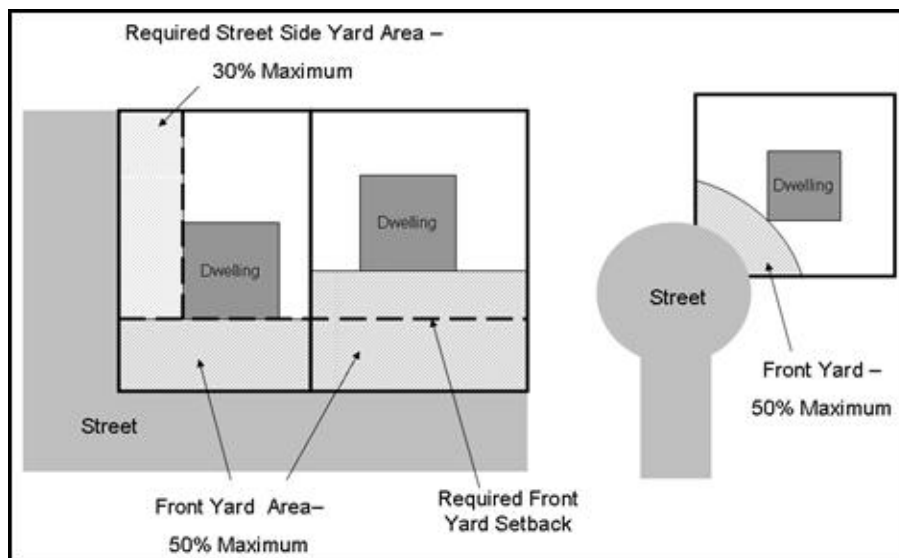 Required Street Side Yard Area –
30% Maximum
Dwelling
Dwelling
Street
Front Yard Area–
50% Maximum
Required Front
Yard Setback
Dwelling
Street
Front Yard –
50% Maximum